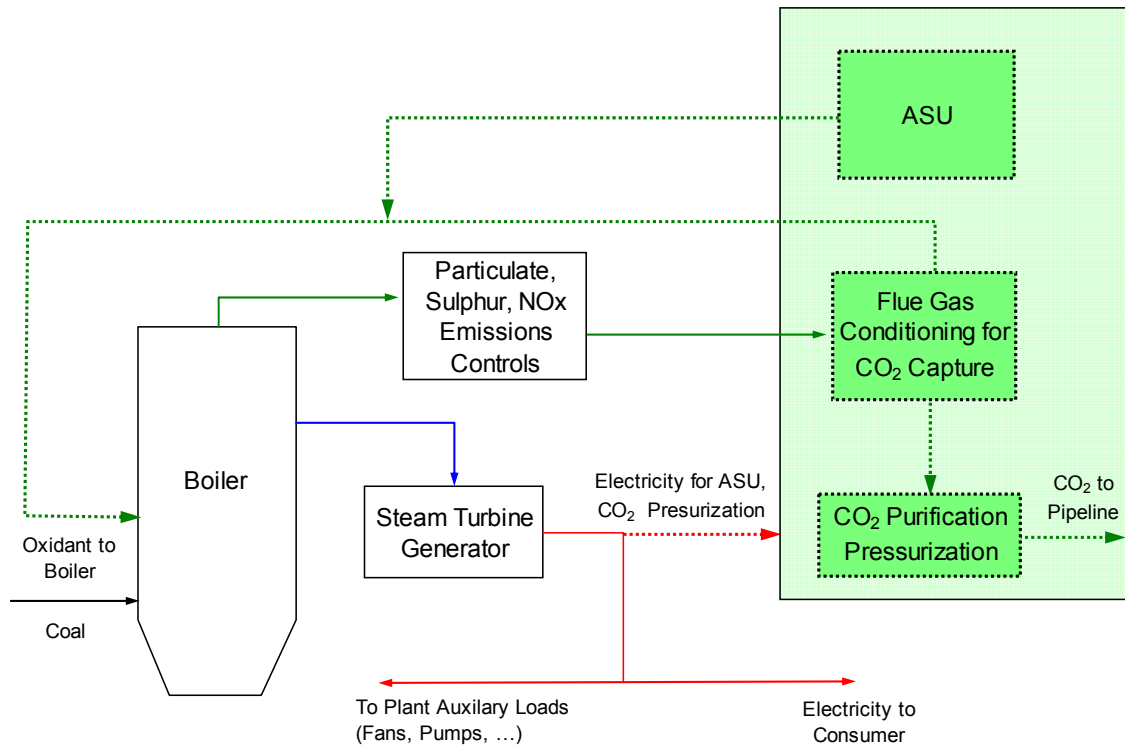 ASU
Particulate,
Sulphur, NOx
Emissions
Controls
Flue Gas
Conditioning for
CO₂ Capture
Boiler
Steam Turbine
Generator
Electricity for ASU,
CO₂ Presurization
CO₂ Purification
Pressurization
CO₂ to
Pipeline
Oxidant to
Boiler
Coal
To Plant Auxilary Loads
(Fans, Pumps, …)
Electricity to
Consumer